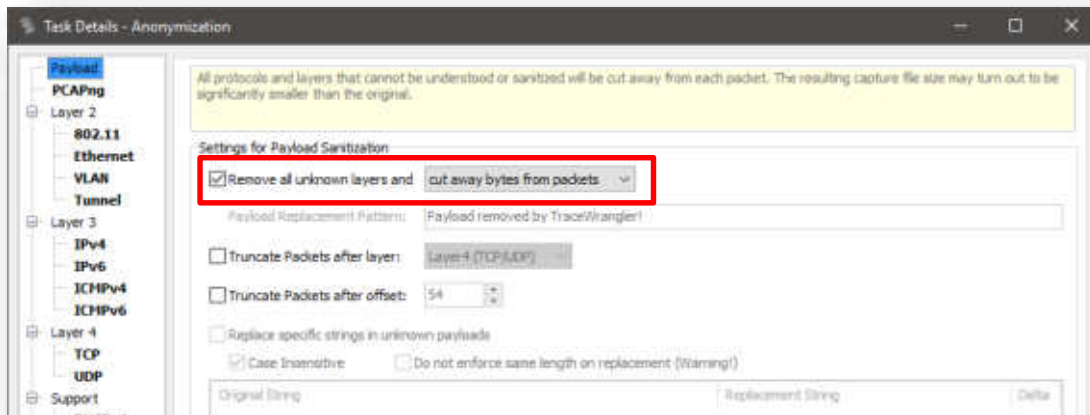 Task Details - Anonymization
Payload
PCAPng
Layer 2
802.11
Ethernet
VLAN
Tunnel
Layer 3
IPv4
IPv6
ICMPv4
ICMPv6
Layer 4
TCP
UDP
Support
All protocols and layers that cannot be understood or sanitized will be cut away from each packet. The resulting capture file size may turn out to be
significantly smaller than the original.
Settings for Payload Sanitization
Remove all unknown layers and cut away bytes from packets
Payload Replacement Pattern: Payload removed by TraceWrangler!
Truncate Packets after layer: Layer 4 (TCP/UDP)
Truncate Packets after offset: 54
Replace specific strings in unknown payloads
Case Insensitive Do not enforce same length on replacement (Warning!)
Original String Replacement String Delta